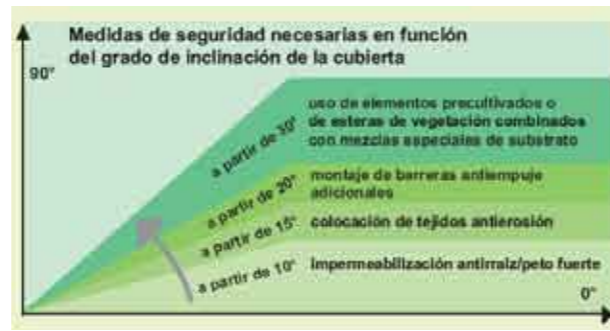 Medidas de seguridad necesarias en función
del grado de inclinación de la cubierta
90°
a partir de 30°
uso de elementos precultivados o
de esteras de vegetación combinados
con mezclas especiales de substrato
a partir de 20°
montaje de barreras antiempuje
adicionales
a partir de 15°
colocación de tejidos antierosión
a partir de 10°
impermeabilización antirraiz/peto fuerte
0°